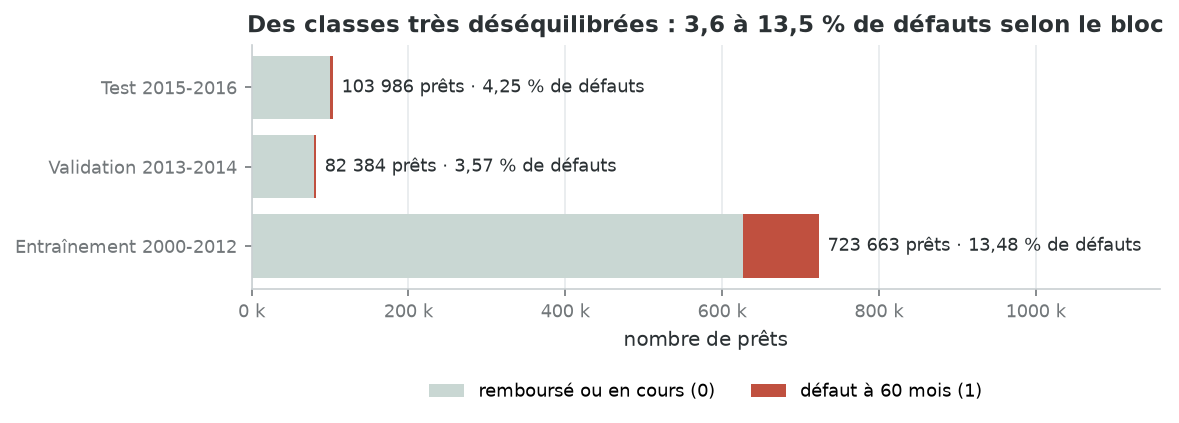 Des classes très déséquilibrées : 3,6 à 13,5 % de défauts selon le bloc
Test 2015-2016
103 986 prêts · 4,25 % de défauts
Validation 2013-2014
82 384 prêts · 3,57 % de défauts
Entraînement 2000-2012
723 663 prêts · 13,48 % de défauts
0 k 200 k 400 k 600 k 800 k 1000 k
nombre de prêts
remboursé ou en cours (0) défaut à 60 mois (1)